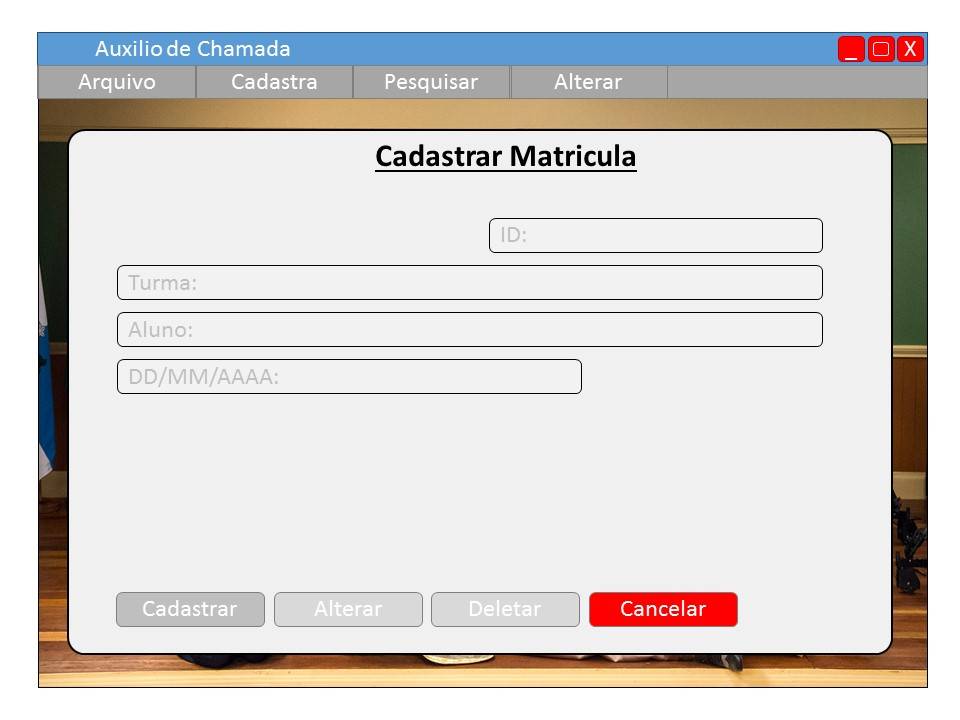 Auxilio de Chamada
_ X
Arquivo Cadastra Pesquisar Alterar
Cadastrar Matricula
ID:
Turma:
Aluno:
DD/MM/AAAA:
Cadastrar Alterar Deletar Cancelar